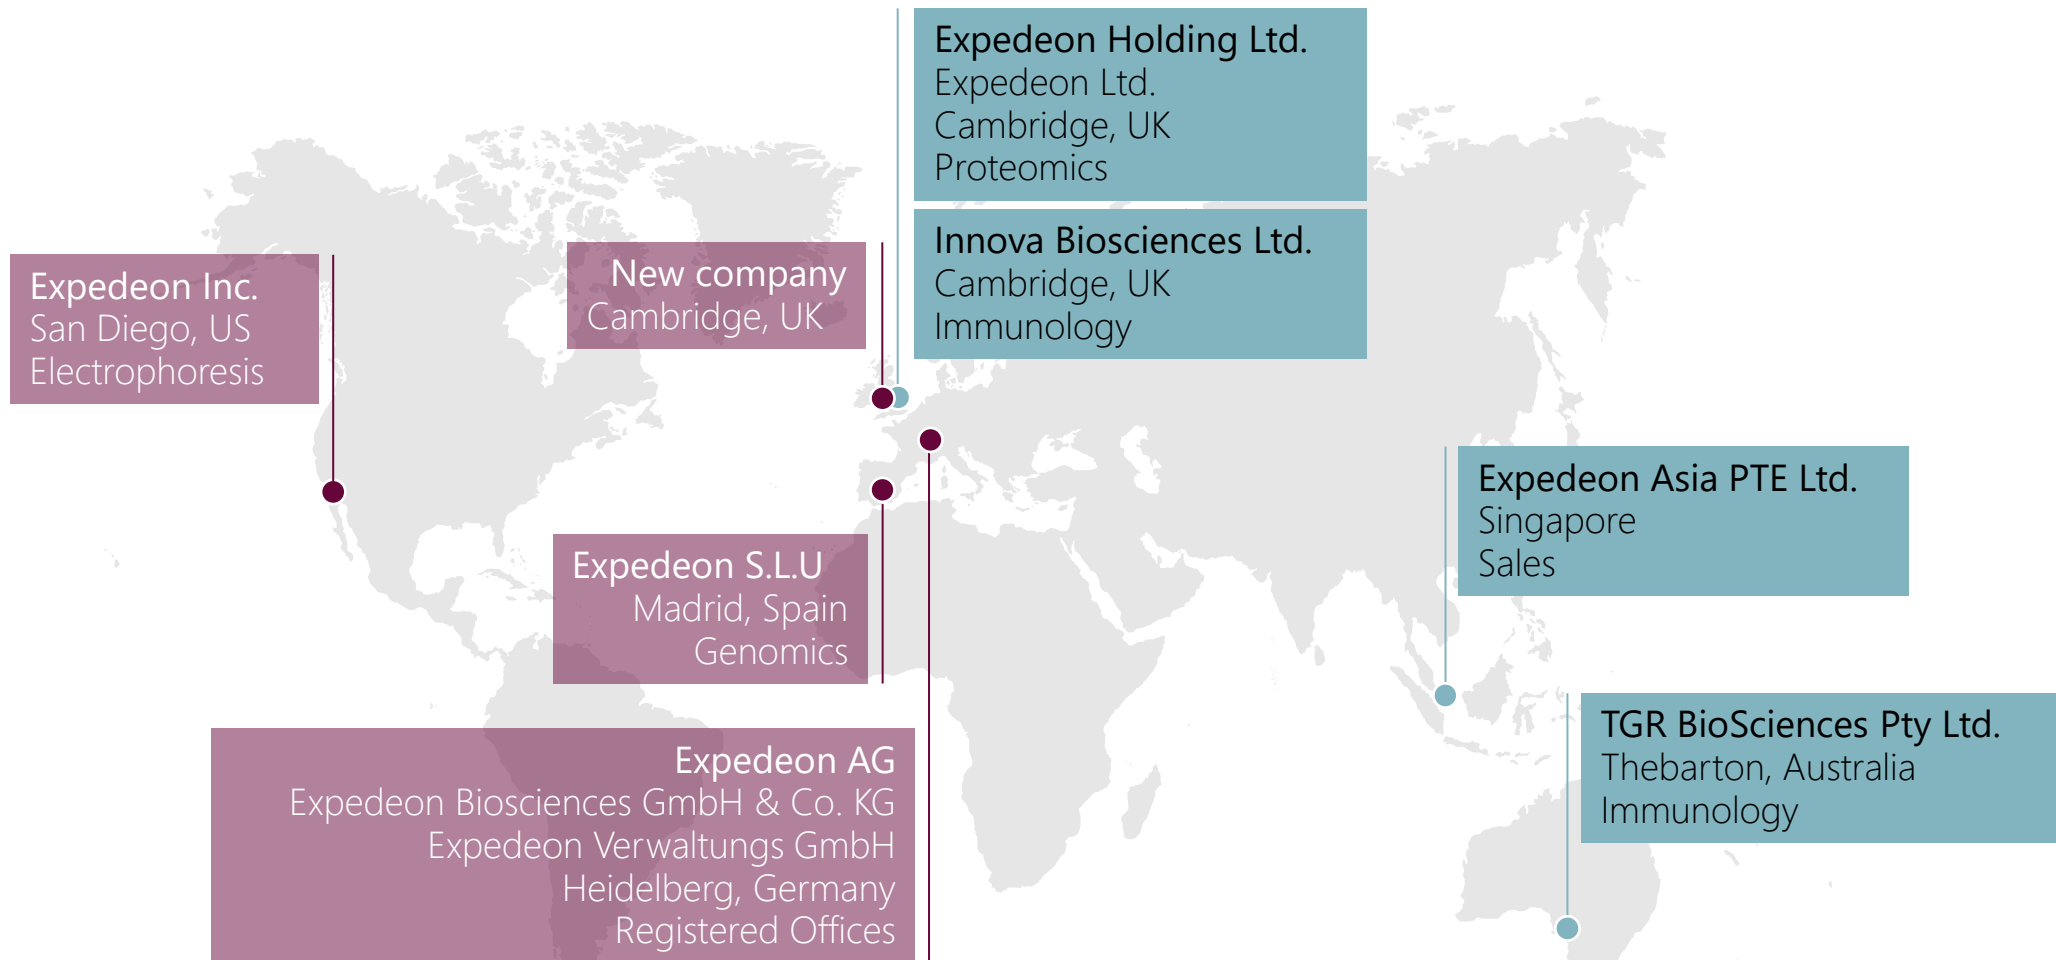 Expedeon Holding Ltd.
Expedeon Ltd.
Cambridge, UK
Proteomics
Innova Biosciences Ltd.
Cambridge, UK
Immunology
New company
Cambridge, UK
Expedeon Inc.
San Diego, US
Electrophoresis
Expedeon Asia PTE Ltd.
Singapore
Sales
Expedeon S.L.U
Madrid, Spain
Genomics
TGR BioSciences Pty Ltd.
Thebarton, Australia
Immunology
Expedeon AG
Expedeon Biosciences GmbH & Co. KG
Expedeon Verwaltungs GmbH
Heidelberg, Germany
Registered Offices